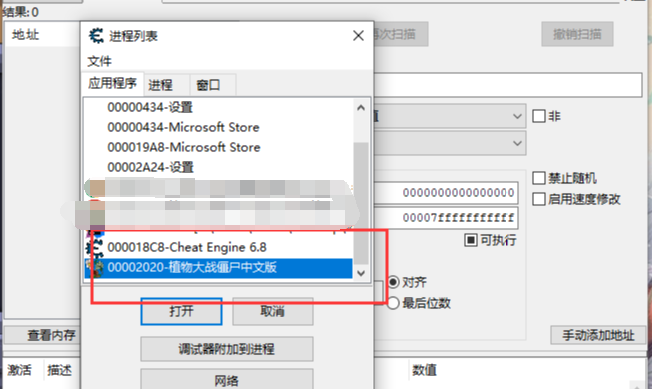 结果:0
地址
进程列表
文件
应用程序 进程 窗口
00000434-设置
00000434-Microsoft Store
000019A8-Microsoft Store
00002A24-设置
000018C8-Cheat Engine 6.8
00002020-植物大战僵尸中文版
打开 取消
调试器附加到进程
网络
再次扫描 撤销扫描
非
禁止随机
启用速度修改
0000000000000000
00007fffffffffff
可执行
对齐
最后位数
查看内存 手动添加地址
激活 描述 数值